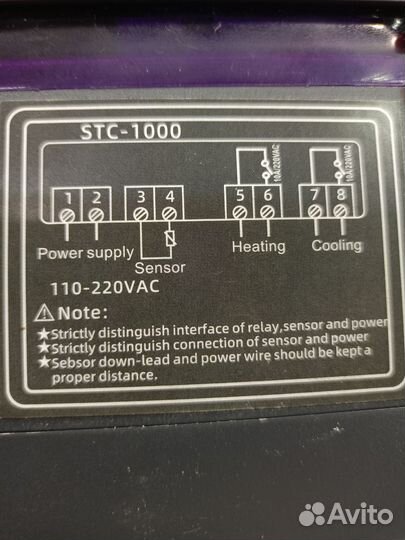 STC-1000
10A/220VAC 10A/220VAC
1 2 3 4 5 6 7 8
Power supply Heating Cooling
Sensor
110-220VAC
⚠Note:
★Strictly distinguish interface of relay,sensor and power
★Strictly distinguish connection of sensor and power
★Sebsor down-lead and power wire should be kept a
proper distance.
Avito